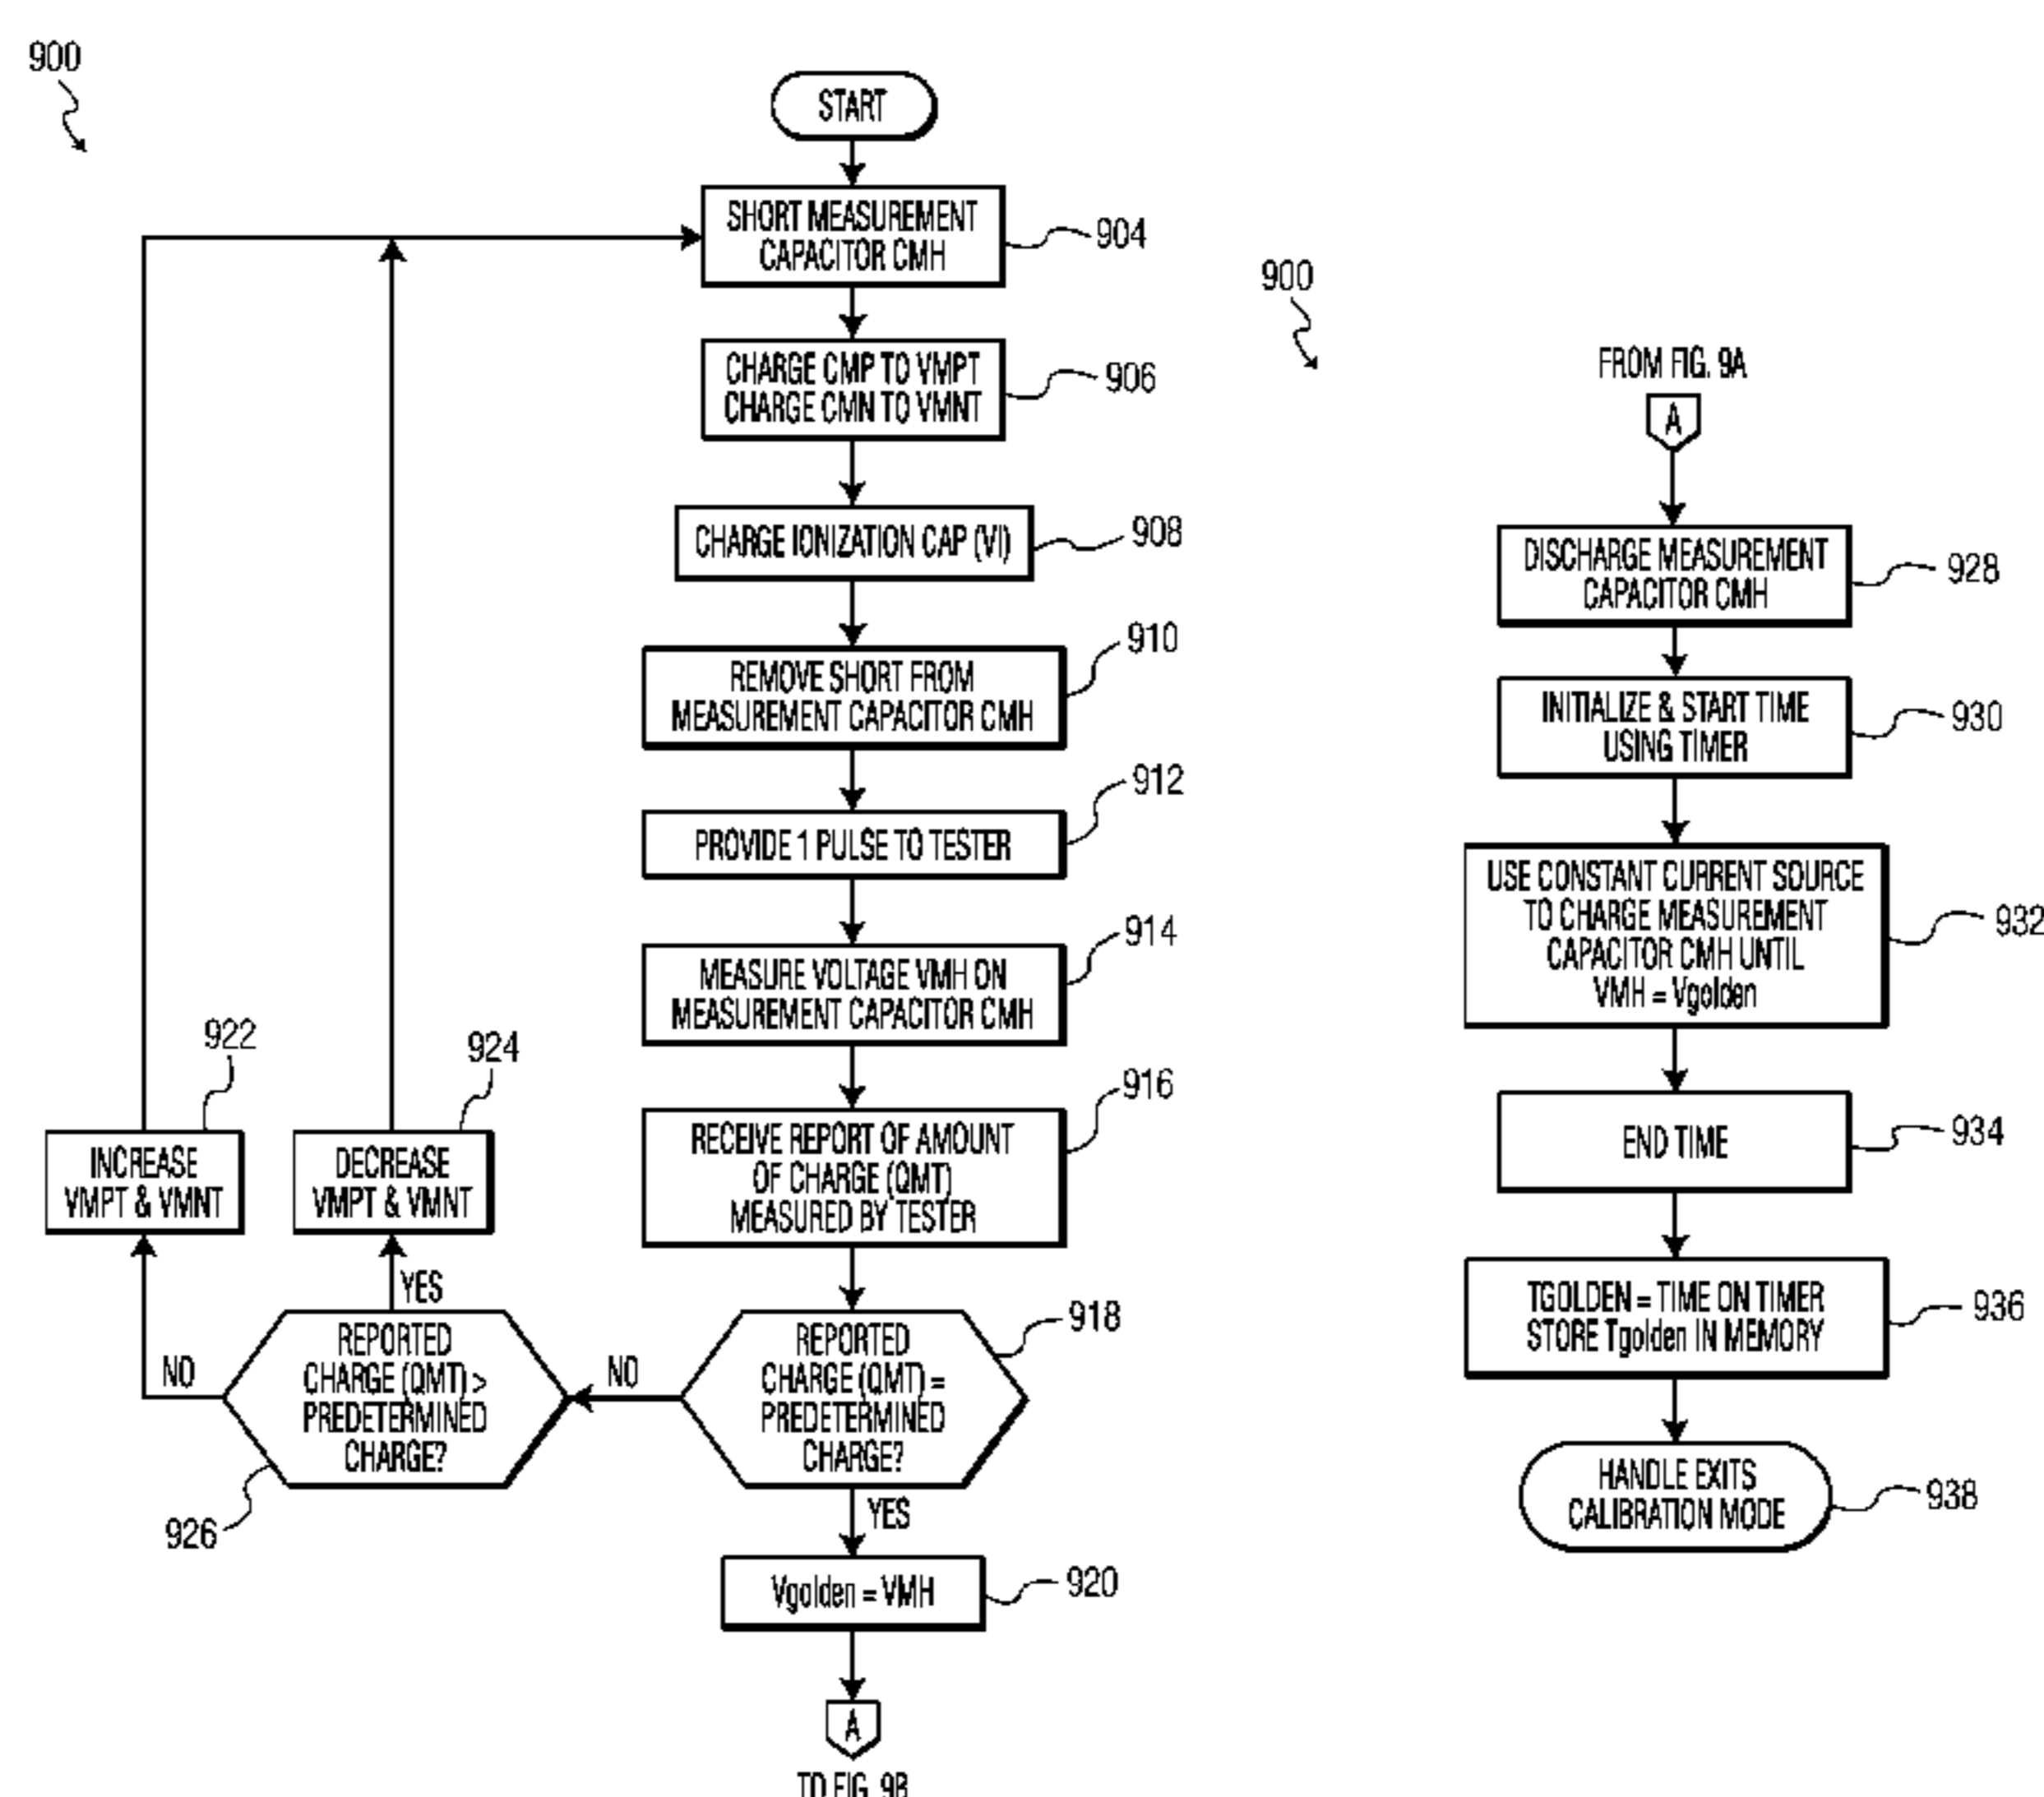 900
START
SHORT MEASUREMENT
CAPACITOR CMH
904
CHARGE CMP TO VMPT
CHARGE CMN TO VMNT
906
CHARGE IONIZATION CAP (VI)
908
REMOVE SHORT FROM
MEASUREMENT CAPACITOR CMH
910
PROVIDE 1 PULSE TO TESTER
912
MEASURE VOLTAGE VMH ON
MEASUREMENT CAPACITOR CMH
914
RECEIVE REPORT OF AMOUNT
OF CHARGE (QMT)
MEASURED BY TESTER
916
REPORTED
CHARGE (QMT) =
PREDETERMINED
CHARGE?
918
NO
REPORTED
CHARGE (QMT) >
PREDETERMINED
CHARGE?
926
NO
INCREASE
VMPT & VMNT
922
YES
DECREASE
VMPT & VMNT
924
YES
Vgolden = VMH
920
A
TO FIG. 9B
900
FROM FIG. 9A
A
DISCHARGE MEASUREMENT
CAPACITOR CMH
928
INITIALIZE & START TIME
USING TIMER
930
USE CONSTANT CURRENT SOURCE
TO CHARGE MEASUREMENT
CAPACITOR CMH UNTIL
VMH = Vgolden
932
END TIME
934
TGOLDEN = TIME ON TIMER
STORE Tgolden IN MEMORY
936
HANDLE EXITS
CALIBRATION MODE
938